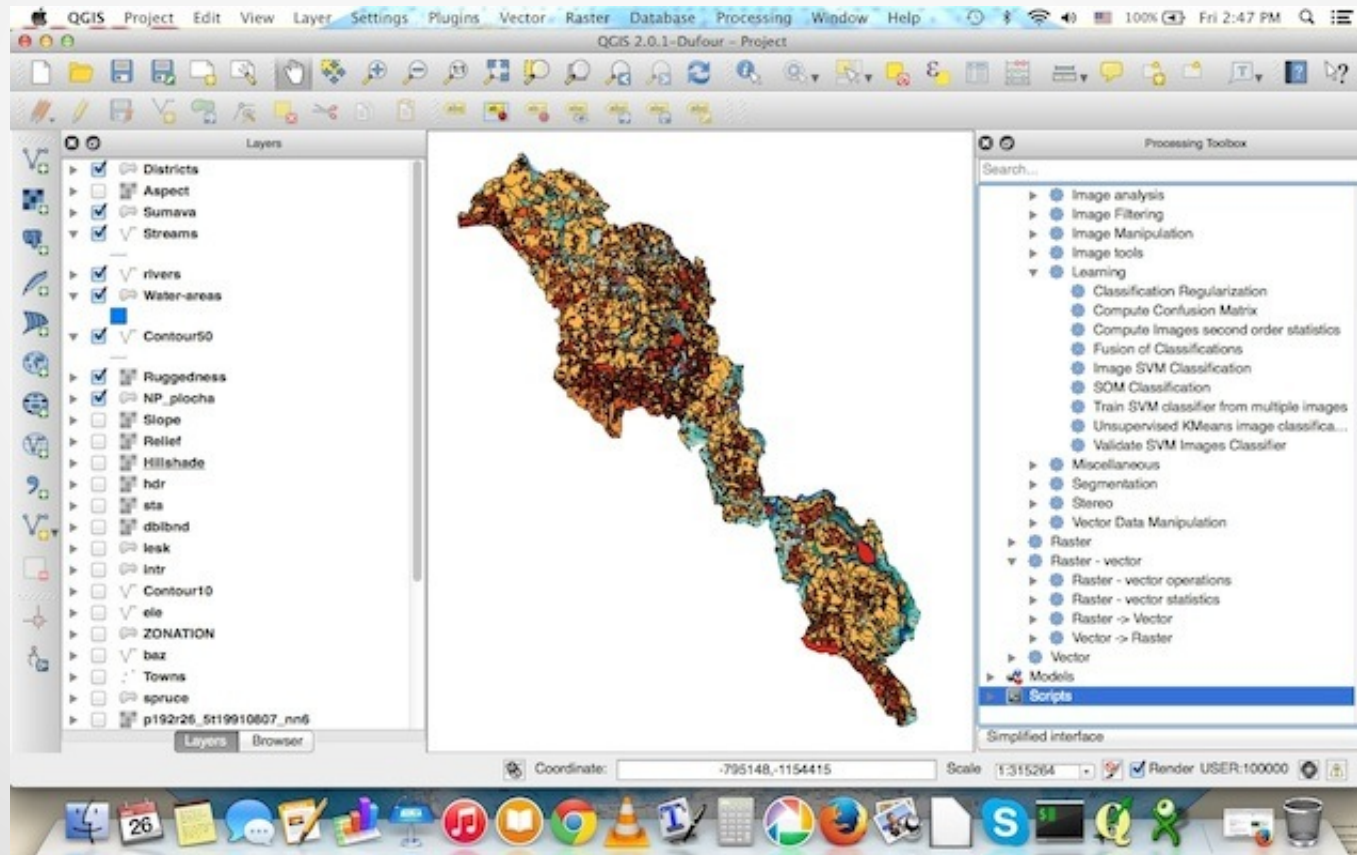 QGIS Project Edit View Layer Settings Plugins Vector Raster Database Processing Window Help 100% Fri 2:47 PM
QGIS 2.0.1-Dufour – Project
Layers
Districts
Aspect
Sumava
Streams
rivers
Water-areas
Contour50
Ruggedness
NP_plocha
Slope
Relief
Hillshade
hdr
sta
dblbnd
lesk
intr
Contour10
ele
ZONATION
baz
Towns
spruce
p192r26_5t19910807_nn6
Layers Browser
Processing Toolbox
Search...
Image analysis
Image Filtering
Image Manipulation
Image tools
Learning
Classification Regularization
Compute Confusion Matrix
Compute Images second order statistics
Fusion of Classifications
Image SVM Classification
SOM Classification
Train SVM classifier from multiple images
Unsupervised KMeans image classifica...
Validate SVM Images Classifier
Miscellaneous
Segmentation
Stereo
Vector Data Manipulation
Raster
Raster - vector
Raster - vector operations
Raster - vector statistics
Raster -> Vector
Vector -> Raster
Vector
Models
Scripts
Simplified interface
Coordinate: -795148,-1154415 Scale 1:315264 Render USER:100000
26